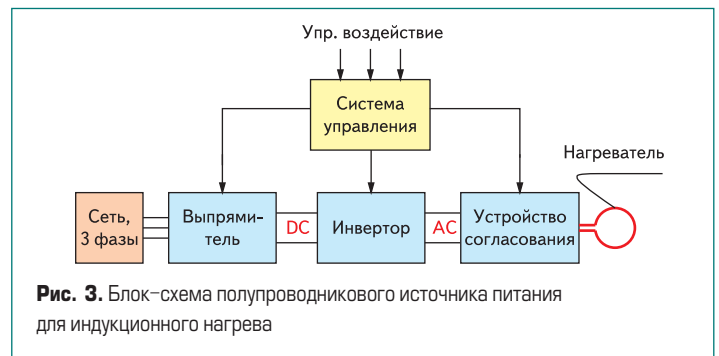 Упр. воздействие
Система
управления
Нагреватель
Сеть,
3 фазы
Выпрями-
тель
DC
Инвертор
AC
Устройство
согласования
Рис. 3. Блок-схема полупроводникового источника питания
для индукционного нагрева